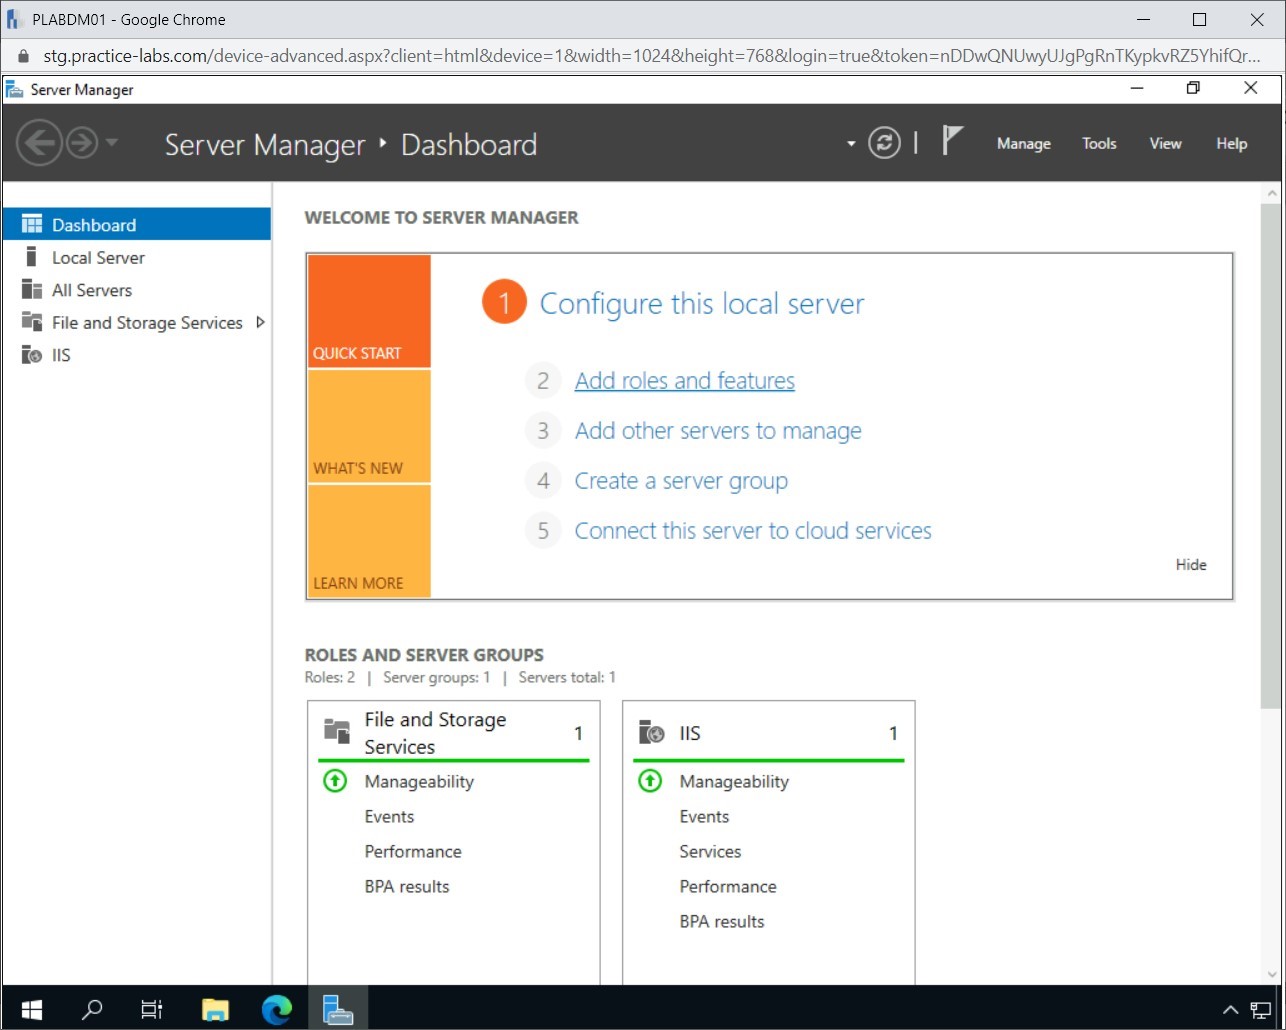 PLABDM01 - Google Chrome
stg.practice-labs.com/device-advanced.aspx?client=html&device=1&width=1024&height=768&login=true&token=nDDwQNUwyUJgPgRnTKypkvRZ5YhifQr...
Server Manager
Server Manager ‣ Dashboard
Manage
Tools
View
Help
Dashboard
Local Server
All Servers
File and Storage Services
IIS
WELCOME TO SERVER MANAGER
QUICK START
WHAT'S NEW
LEARN MORE
1 Configure this local server
2 Add roles and features
3 Add other servers to manage
4 Create a server group
5 Connect this server to cloud services
Hide
ROLES AND SERVER GROUPS
Roles: 2 | Server groups: 1 | Servers total: 1
File and Storage
Services
1
Manageability
Events
Performance
BPA results
IIS
1
Manageability
Events
Services
Performance
BPA results